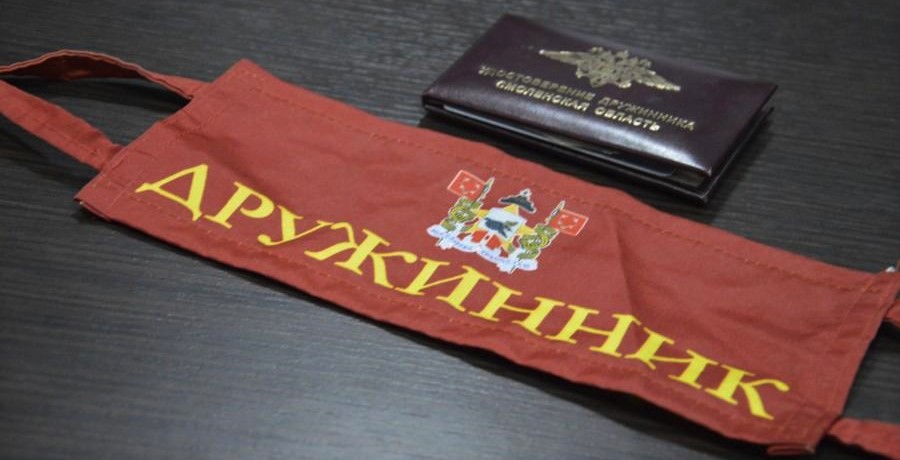 УДОСТОВЕРЕНИЕ ДРУЖИННИКА
СМОЛЕНСКАЯ ОБЛАСТЬ
ДРУЖИННИК